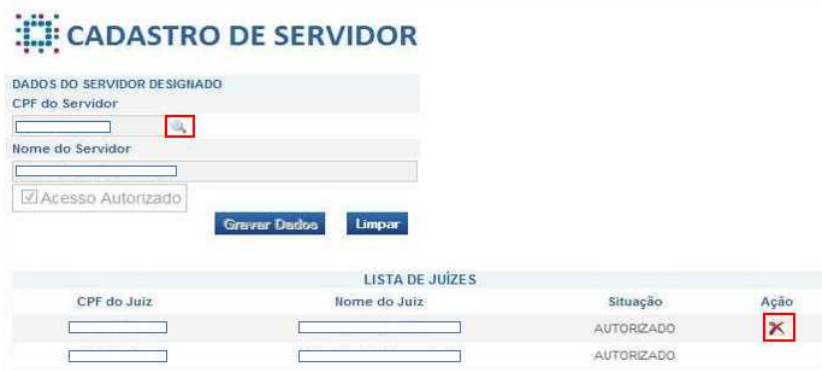 CADASTRO DE SERVIDOR
DADOS DO SERVIDOR DESIGNADO
CPF do Servidor
Nome do Servidor
Acesso Autorizado
Gravar Dados Limpar
LISTA DE JUÍZES
CPF do Juiz Nome do Juiz Situação Ação
AUTORIZADO
AUTORIZADO